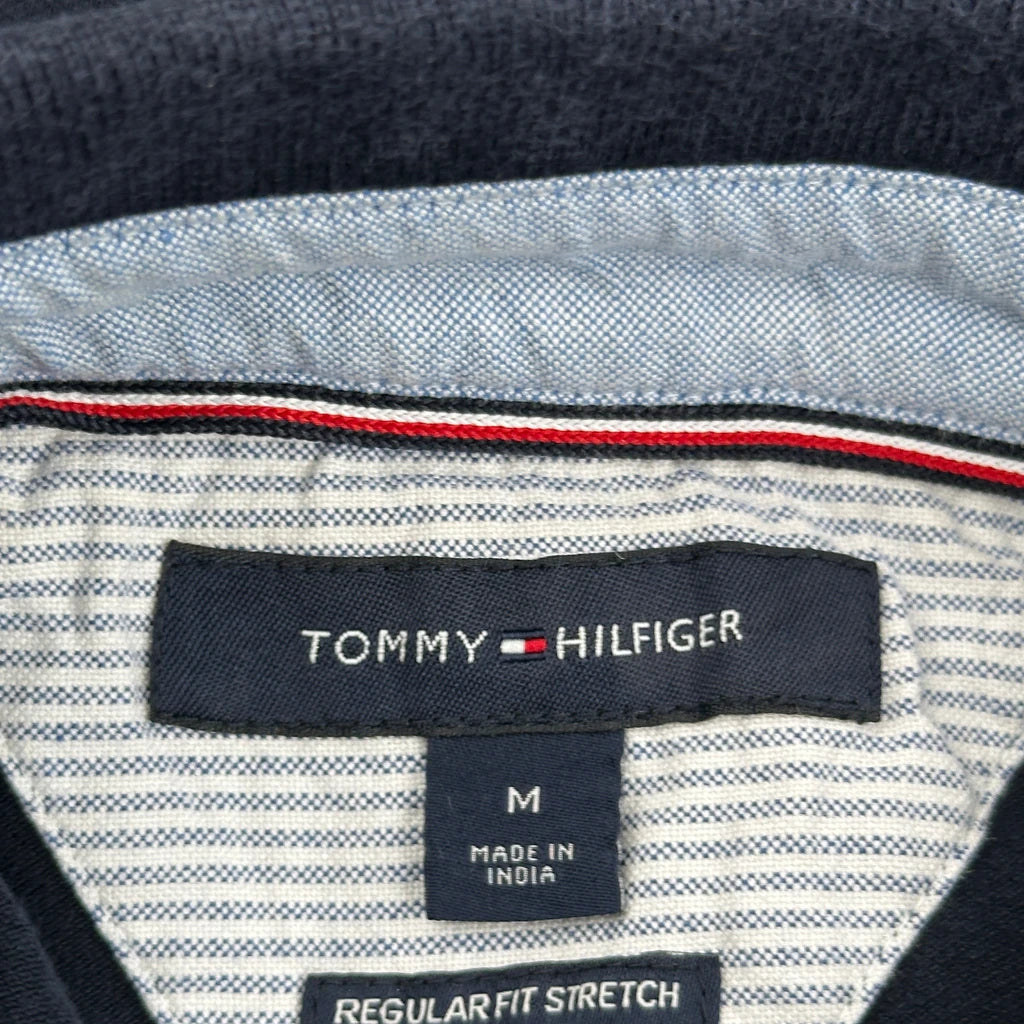 TOMMY HILFIGER
M
MADE IN
INDIA
REGULAR FIT STRETCH